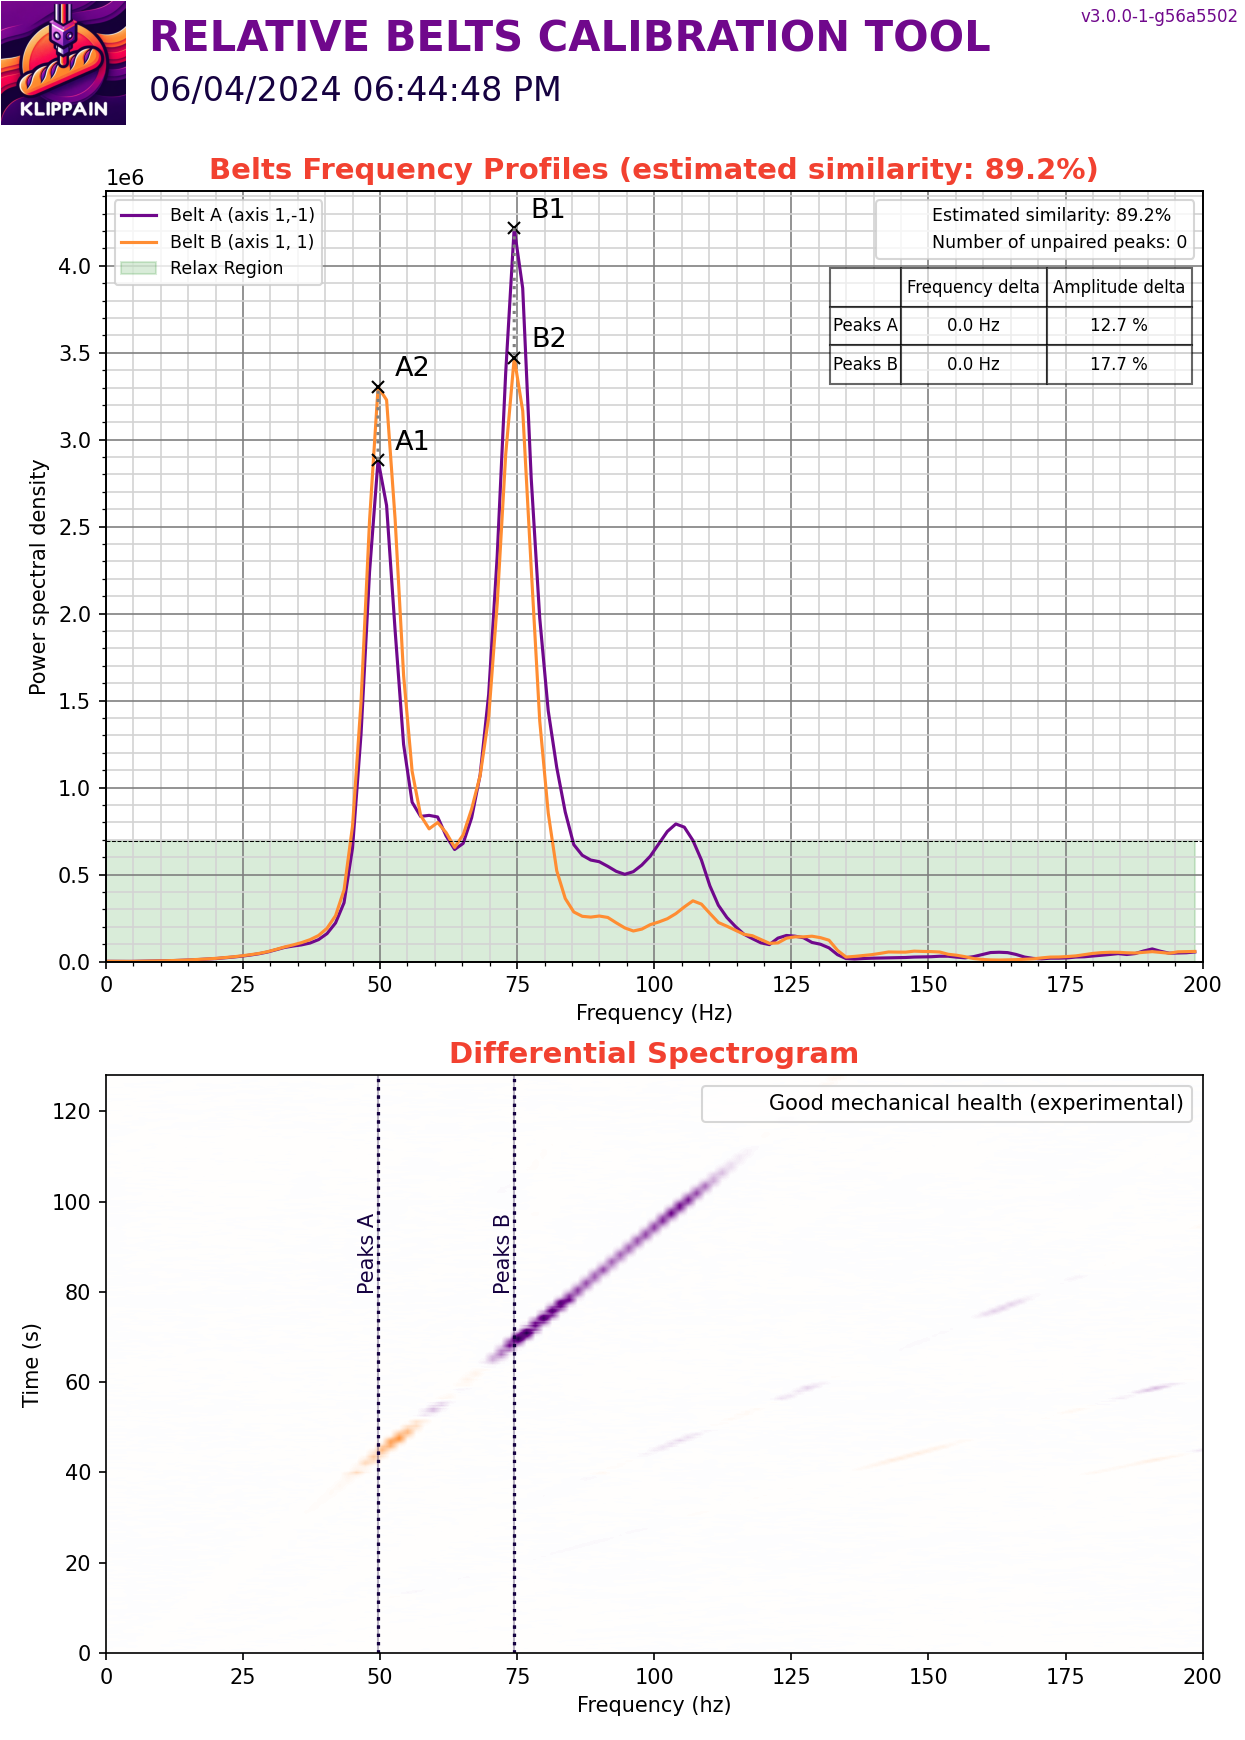 KLIPPAIN
RELATIVE BELTS CALIBRATION TOOL
06/04/2024 06:44:48 PM
v3.0.0-1-g56a5502
Belts Frequency Profiles (estimated similarity: 89.2%)
1e6
Belt A (axis 1,-1)
Belt B (axis 1, 1)
Relax Region
Estimated similarity: 89.2%
Number of unpaired peaks: 0
Frequency delta Amplitude delta
Peaks A 0.0 Hz 12.7 %
Peaks B 0.0 Hz 17.7 %
B1
B2
A2
A1
4.0
3.5
3.0
2.5
2.0
1.5
1.0
0.5
0.0
Power spectral density
0 25 50 75 100 125 150 175 200
Frequency (Hz)
Differential Spectrogram
Good mechanical health (experimental)
Peaks A
Peaks B
120
100
80
60
40
20
0
Time (s)
0 25 50 75 100 125 150 175 200
Frequency (hz)